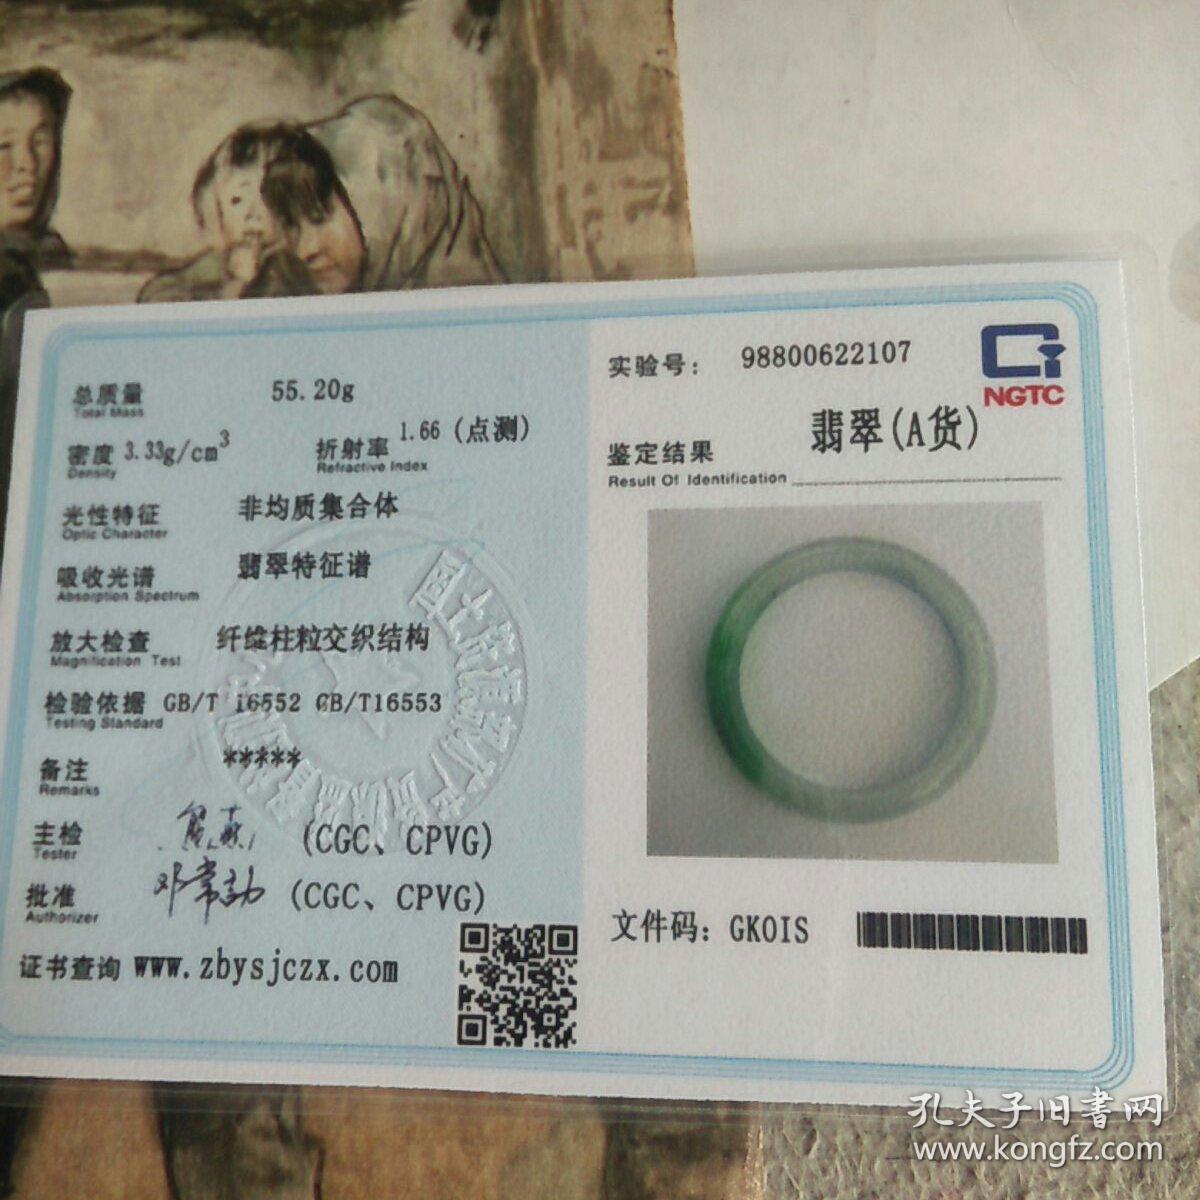 总质量 55.20g
Total Mass
密度 3.33g/cm3 折射率 1.66 (点测)
Density Refractive Index
光性特征 非均质集合体
Optic Character
吸收光谱 翡翠特征谱
Absorption Spectrum
放大检查 纤维柱粒交织结构
Magnification Test
检验依据 GB/T 16552 GB/T16553
Testing Standard
备注 *****
Remarks
主检 (CGC、CPVG)
Tester
批准 邓常劼 (CGC、CPVG)
Authorizer
证书查询 www.zbysjczx.com
实验号: 98800622107
NGTC
鉴定结果 翡翠(A货)
Result Of Identification
文件码: GK0IS
孔夫子旧书网
www.kongfz.com